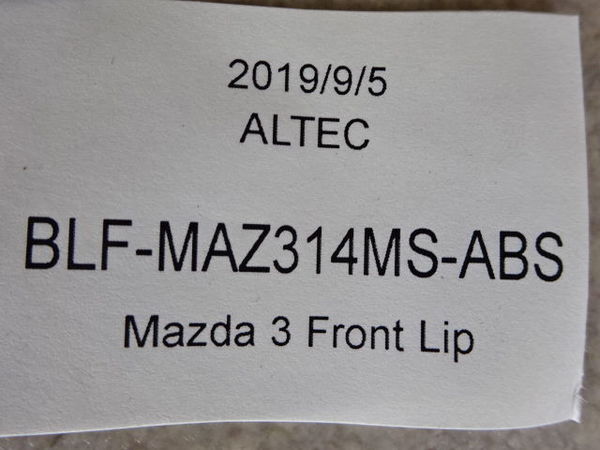 2019/9/5
ALTEC
BLF-MAZ314MS-ABS
Mazda 3 Front Lip